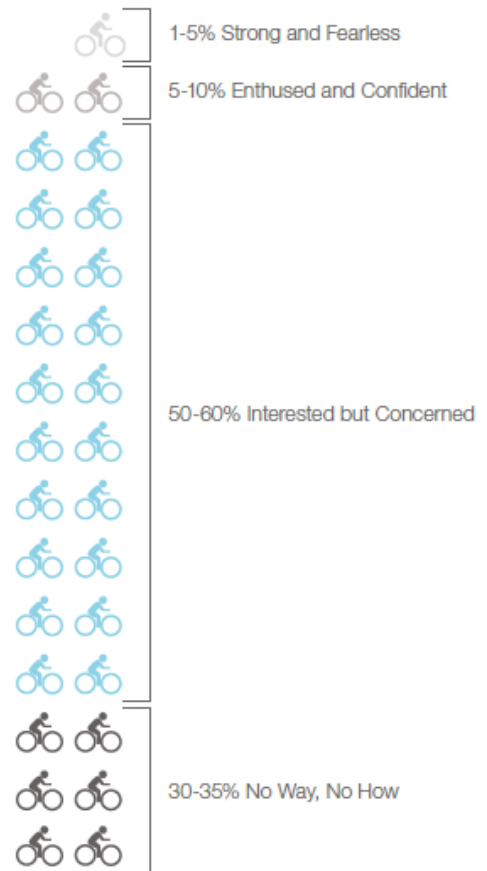 1-5% Strong and Fearless
5-10% Enthused and Confident
50-60% Interested but Concerned
30-35% No Way, No How